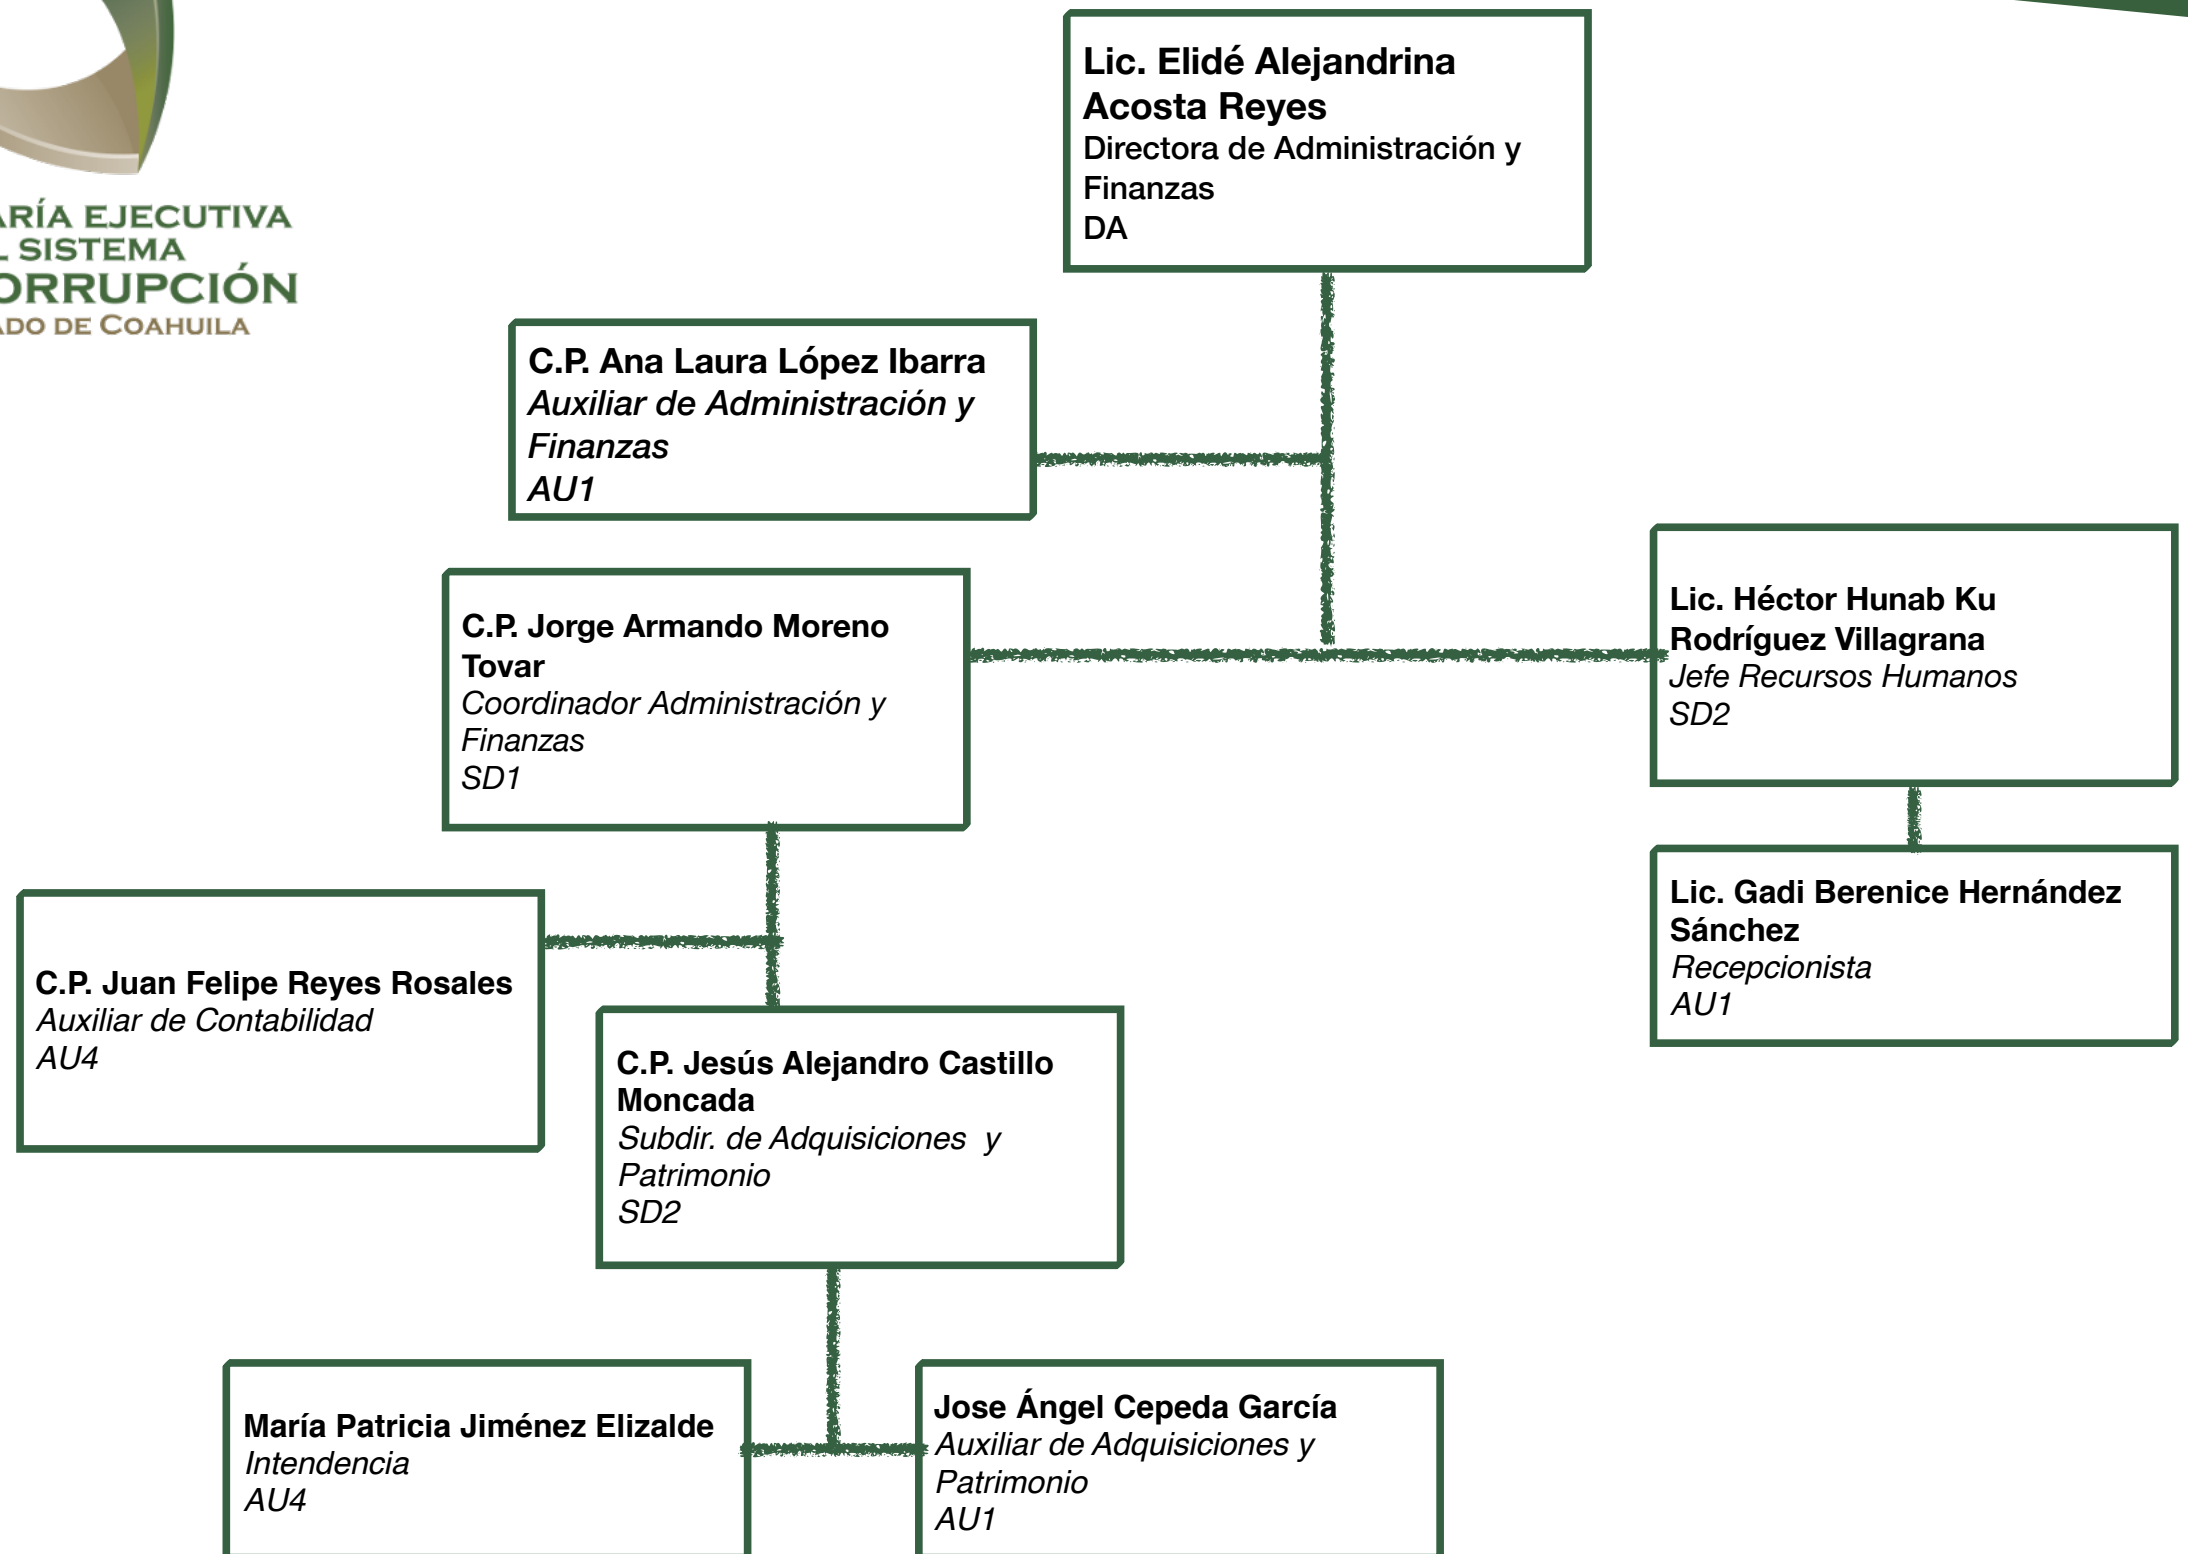 Lic. Elidé Alejandrina
Acosta Reyes
Directora de Administración y
Finanzas
DA
EJECUTIVA
SISTEMA
DE COAHUILA
C.P. Ana Laura López Ibarra
Auxiliar de Administración y
Finanzas
AU1
C.P. Jorge Armando Moreno
Tovar
Coordinador Administración y
Finanzas
SD1
Lic. Héctor Hunab Ku
Rodríguez Villagrana
Jefe Recursos Humanos
SD2
Lic. Gadi Berenice Hernández
Sánchez
Recepcionista
AU1
C.P. Juan Felipe Reyes Rosales
Auxiliar de Contabilidad
AU4
C.P. Jesús Alejandro Castillo
Moncada
Subdir. de Adquisiciones y
Patrimonio
SD2
María Patricia Jiménez Elizalde
Intendencia
AU4
Jose Ángel Cepeda García
Auxiliar de Adquisiciones y
Patrimonio
AU1